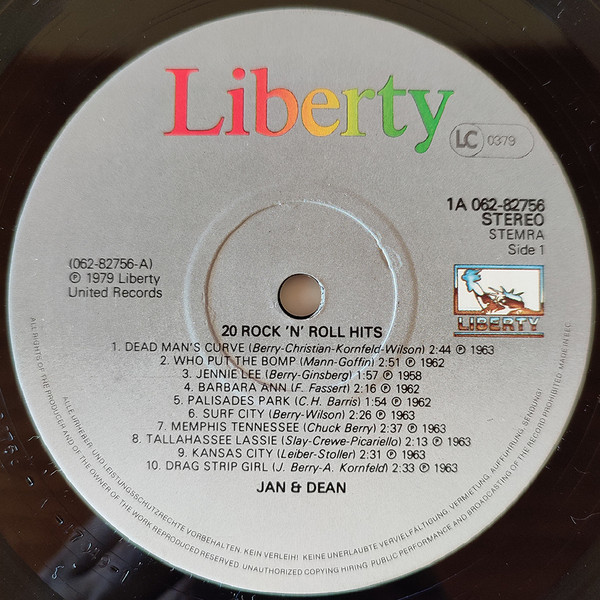 Liberty
LC 0379
1A 062-82756
STEREO
STEMRA
Side 1
(062-82756-A)
℗ 1979 Liberty
United Records
LIBERTY
20 ROCK 'N' ROLL HITS
1. DEAD MAN'S CURVE (Berry-Christian-Kornfeld-Wilson) 2:44 ℗ 1963
2. WHO PUT THE BOMP (Mann-Goffin) 2:51 ℗ 1962
3. JENNIE LEE (Berry-Ginsberg) 1:57 ℗ 1958
4. BARBARA ANN (F. Fassert) 2:16 ℗ 1962
5. PALISADES PARK (C.H. Barris) 1:54 ℗ 1962
6. SURF CITY (Berry-Wilson) 2:26 ℗ 1963
7. MEMPHIS TENNESSEE (Chuck Berry) 2:37 ℗ 1963
8. TALLAHASSEE LASSIE (Slay-Crewe-Picariello) 2:13 ℗ 1963
9. KANSAS CITY (Leiber-Stoller) 2:31 ℗ 1963
10. DRAG STRIP GIRL (J. Berry-A. Kornfeld) 2:33 ℗ 1963
JAN & DEAN
ALLE URHEBER- UND LEISTUNGSSCHUTZRECHTE VORBEHALTEN. KEIN VERLEIH! KEINE UNERLAUBTE VERVIELFÄLTIGUNG, VERMIETUNG, AUFFÜHRUNG, SENDUNG!
ALL RIGHTS OF THE PRODUCER AND OF THE OWNER OF THE WORK REPRODUCED RESERVED. UNAUTHORIZED COPYING HIRING PUBLIC PERFORMANCE AND BROADCASTING OF THE RECORD PROHIBITED. MADE IN EEC.